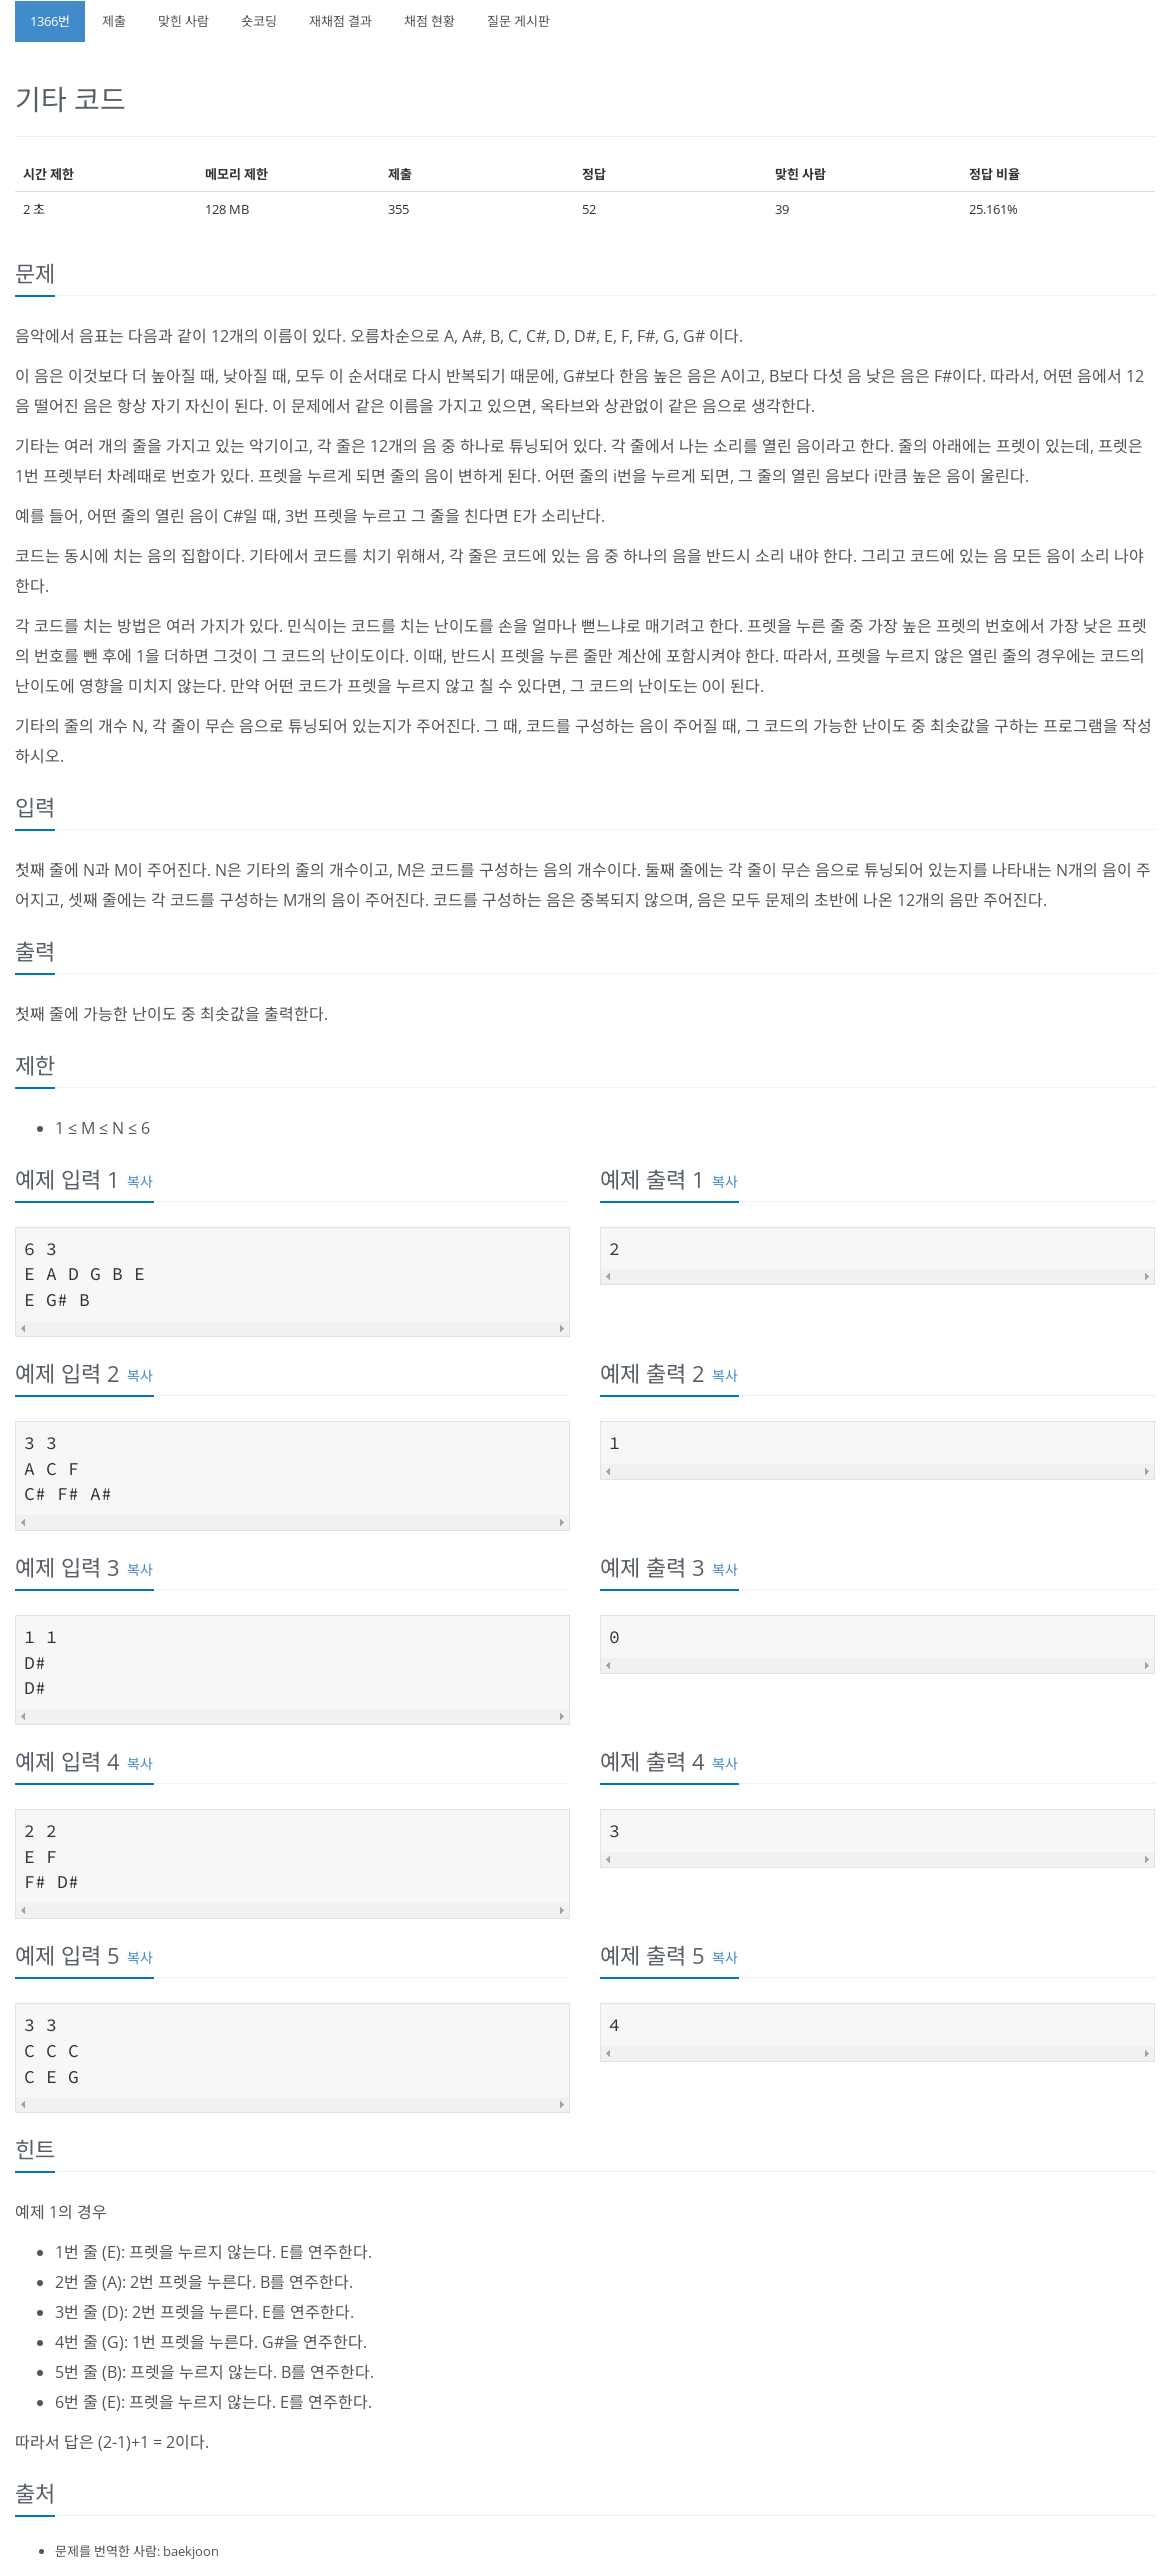 1366번 제출 맞힌 사람 숏코딩 재채점 결과 채점 현황 질문 게시판
기타 코드
시간 제한 메모리 제한 제출 정답 맞힌 사람 정답 비율
2 초 128 MB 355 52 39 25.161%
문제
음악에서 음표는 다음과 같이 12개의 이름이 있다. 오름차순으로 A, A#, B, C, C#, D, D#, E, F, F#, G, G# 이다.
이 음은 이것보다 더 높아질 때, 낮아질 때, 모두 이 순서대로 다시 반복되기 때문에, G#보다 한음 높은 음은 A이고, B보다 다섯 음 낮은 음은 F#이다. 따라서, 어떤 음에서 12
음 떨어진 음은 항상 자기 자신이 된다. 이 문제에서 같은 이름을 가지고 있으면, 옥타브와 상관없이 같은 음으로 생각한다.
기타는 여러 개의 줄을 가지고 있는 악기이고, 각 줄은 12개의 음 중 하나로 튜닝되어 있다. 각 줄에서 나는 소리를 열린 음이라고 한다. 줄의 아래에는 프렛이 있는데, 프렛은
1번 프렛부터 차례때로 번호가 있다. 프렛을 누르게 되면 줄의 음이 변하게 된다. 어떤 줄의 i번을 누르게 되면, 그 줄의 열린 음보다 i만큼 높은 음이 울린다.
예를 들어, 어떤 줄의 열린 음이 C#일 때, 3번 프렛을 누르고 그 줄을 친다면 E가 소리난다.
코드는 동시에 치는 음의 집합이다. 기타에서 코드를 치기 위해서, 각 줄은 코드에 있는 음 중 하나의 음을 반드시 소리 내야 한다. 그리고 코드에 있는 음 모든 음이 소리 나야
한다.
각 코드를 치는 방법은 여러 가지가 있다. 민식이는 코드를 치는 난이도를 손을 얼마나 뻗느냐로 매기려고 한다. 프렛을 누른 줄 중 가장 높은 프렛의 번호에서 가장 낮은 프렛
의 번호를 뺀 후에 1을 더하면 그것이 그 코드의 난이도이다. 이때, 반드시 프렛을 누른 줄만 계산에 포함시켜야 한다. 따라서, 프렛을 누르지 않은 열린 줄의 경우에는 코드의
난이도에 영향을 미치지 않는다. 만약 어떤 코드가 프렛을 누르지 않고 칠 수 있다면, 그 코드의 난이도는 0이 된다.
기타의 줄의 개수 N, 각 줄이 무슨 음으로 튜닝되어 있는지가 주어진다. 그 때, 코드를 구성하는 음이 주어질 때, 그 코드의 가능한 난이도 중 최솟값을 구하는 프로그램을 작성
하시오.
입력
첫째 줄에 N과 M이 주어진다. N은 기타의 줄의 개수이고, M은 코드를 구성하는 음의 개수이다. 둘째 줄에는 각 줄이 무슨 음으로 튜닝되어 있는지를 나타내는 N개의 음이 주
어지고, 셋째 줄에는 각 코드를 구성하는 M개의 음이 주어진다. 코드를 구성하는 음은 중복되지 않으며, 음은 모두 문제의 초반에 나온 12개의 음만 주어진다.
출력
첫째 줄에 가능한 난이도 중 최솟값을 출력한다.
제한
• 1 ≤ M ≤ N ≤ 6
예제 입력 1 복사
6 3
E A D G B E
E G# B
예제 출력 1 복사
2
예제 입력 2 복사
3 3
A C F
C# F# A#
예제 출력 2 복사
1
예제 입력 3 복사
1 1
D#
D#
예제 출력 3 복사
0
예제 입력 4 복사
2 2
E F
F# D#
예제 출력 4 복사
3
예제 입력 5 복사
3 3
C C C
C E G
예제 출력 5 복사
4
힌트
예제 1의 경우
• 1번 줄 (E): 프렛을 누르지 않는다. E를 연주한다.
• 2번 줄 (A): 2번 프렛을 누른다. B를 연주한다.
• 3번 줄 (D): 2번 프렛을 누른다. E를 연주한다.
• 4번 줄 (G): 1번 프렛을 누른다. G#을 연주한다.
• 5번 줄 (B): 프렛을 누르지 않는다. B를 연주한다.
• 6번 줄 (E): 프렛을 누르지 않는다. E를 연주한다.
따라서 답은 (2-1)+1 = 2이다.
출처
• 문제를 번역한 사람: baekjoon